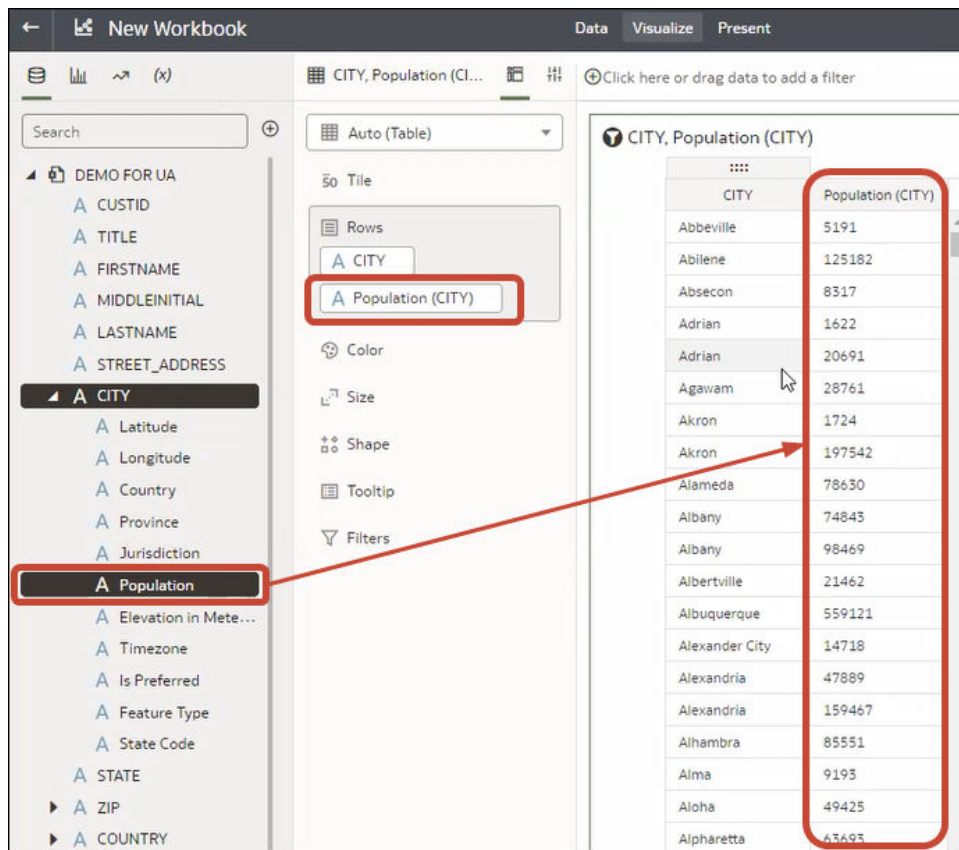 New Workbook
Data Visualize Present
(x)
CITY, Population (CI...
Click here or drag data to add a filter
Search
Auto (Table)
CITY, Population (CITY)
DEMO FOR UA
CUSTID
TITLE
FIRSTNAME
MIDDLEINITIAL
LASTNAME
STREET_ADDRESS
CITY
Latitude
Longitude
Country
Province
Jurisdiction
Population
Elevation in Mete...
Timezone
Is Preferred
Feature Type
State Code
STATE
ZIP
COUNTRY
50 Tile
Rows
A CITY
A Population (CITY)
Color
Size
Shape
Tooltip
Filters
CITY Population (CITY)
Abbeville 5191
Abilene 125182
Absecon 8317
Adrian 1622
Adrian 20691
Agawam 28761
Akron 1724
Akron 197542
Alameda 78630
Albany 74843
Albany 98469
Albertville 21462
Albuquerque 559121
Alexander City 14718
Alexandria 47889
Alexandria 159467
Alhambra 85551
Alma 9193
Aloha 49425
Alpharetta 63693